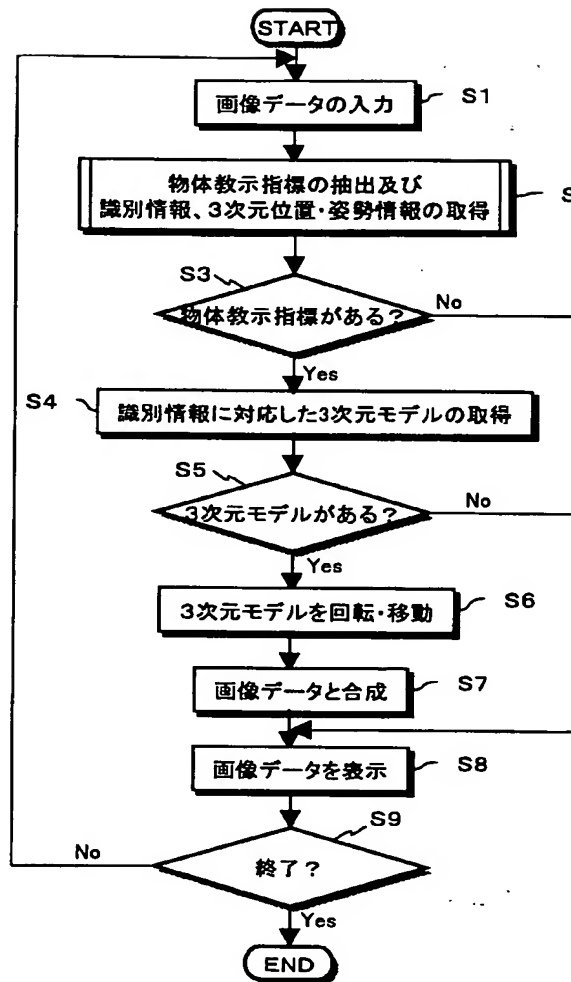 START
画像データの入力
S1
物体教示指標の抽出及び
識別情報、3次元位置・姿勢情報の取得
S3
物体教示指標がある?
No
Yes
S4
識別情報に対応した3次元モデルの取得
S5
3次元モデルがある?
No
Yes
3次元モデルを回転・移動
S6
画像データと合成
S7
画像データを表示
S8
S9
終了?
No
Yes
END